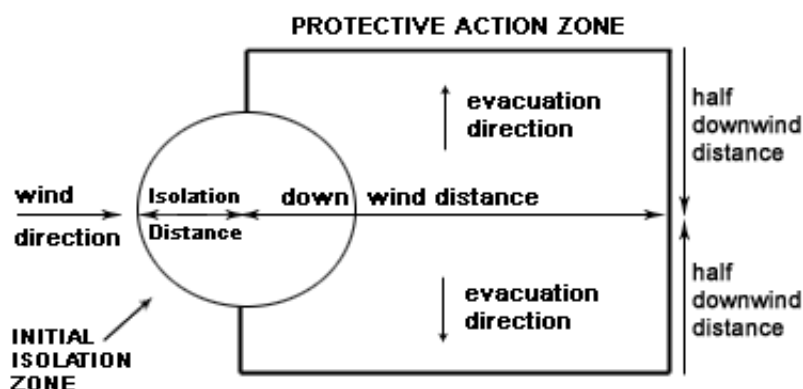 PROTECTIVE ACTION ZONE
evacuation
direction
half
downwind
distance
wind
direction
Isolation
Distance
down wind distance
evacuation
direction
half
downwind
distance
INITIAL
ISOLATION
ZONE